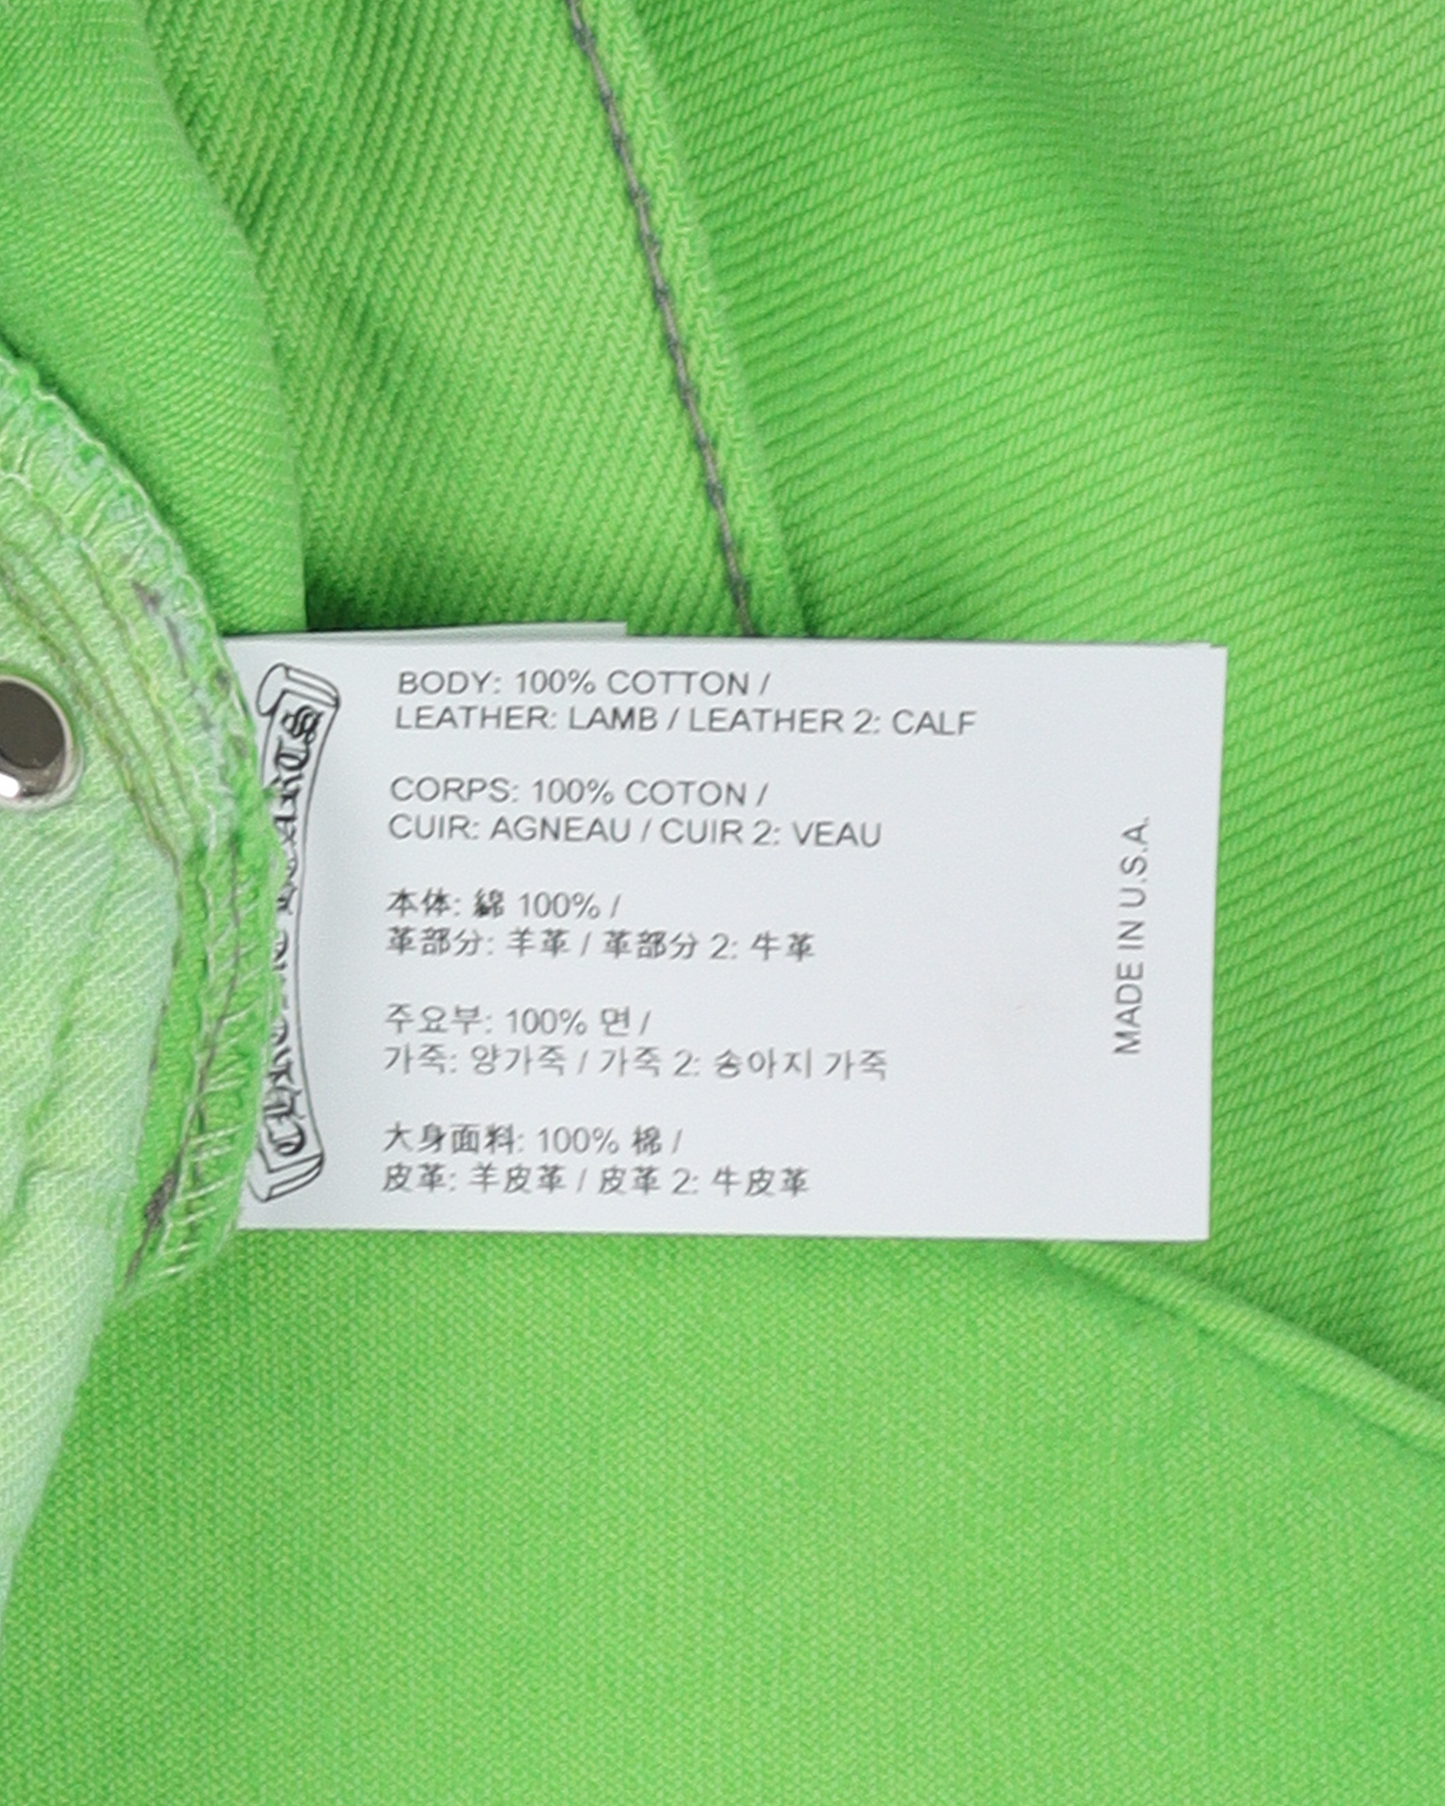 BODY: 100% COTTON /
LEATHER: LAMB / LEATHER 2: CALF
CORPS: 100% COTON /
CUIR: AGNEAU / CUIR 2: VEAU
本体: 綿 100% /
革部分: 羊革 / 革部分 2: 牛革
주요부: 100% 면 /
가죽: 양가죽 / 가죽 2: 송아지 가죽
大身面料: 100% 棉 /
皮革: 羊皮革 / 皮革 2: 牛皮革
MADE IN U.S.A.